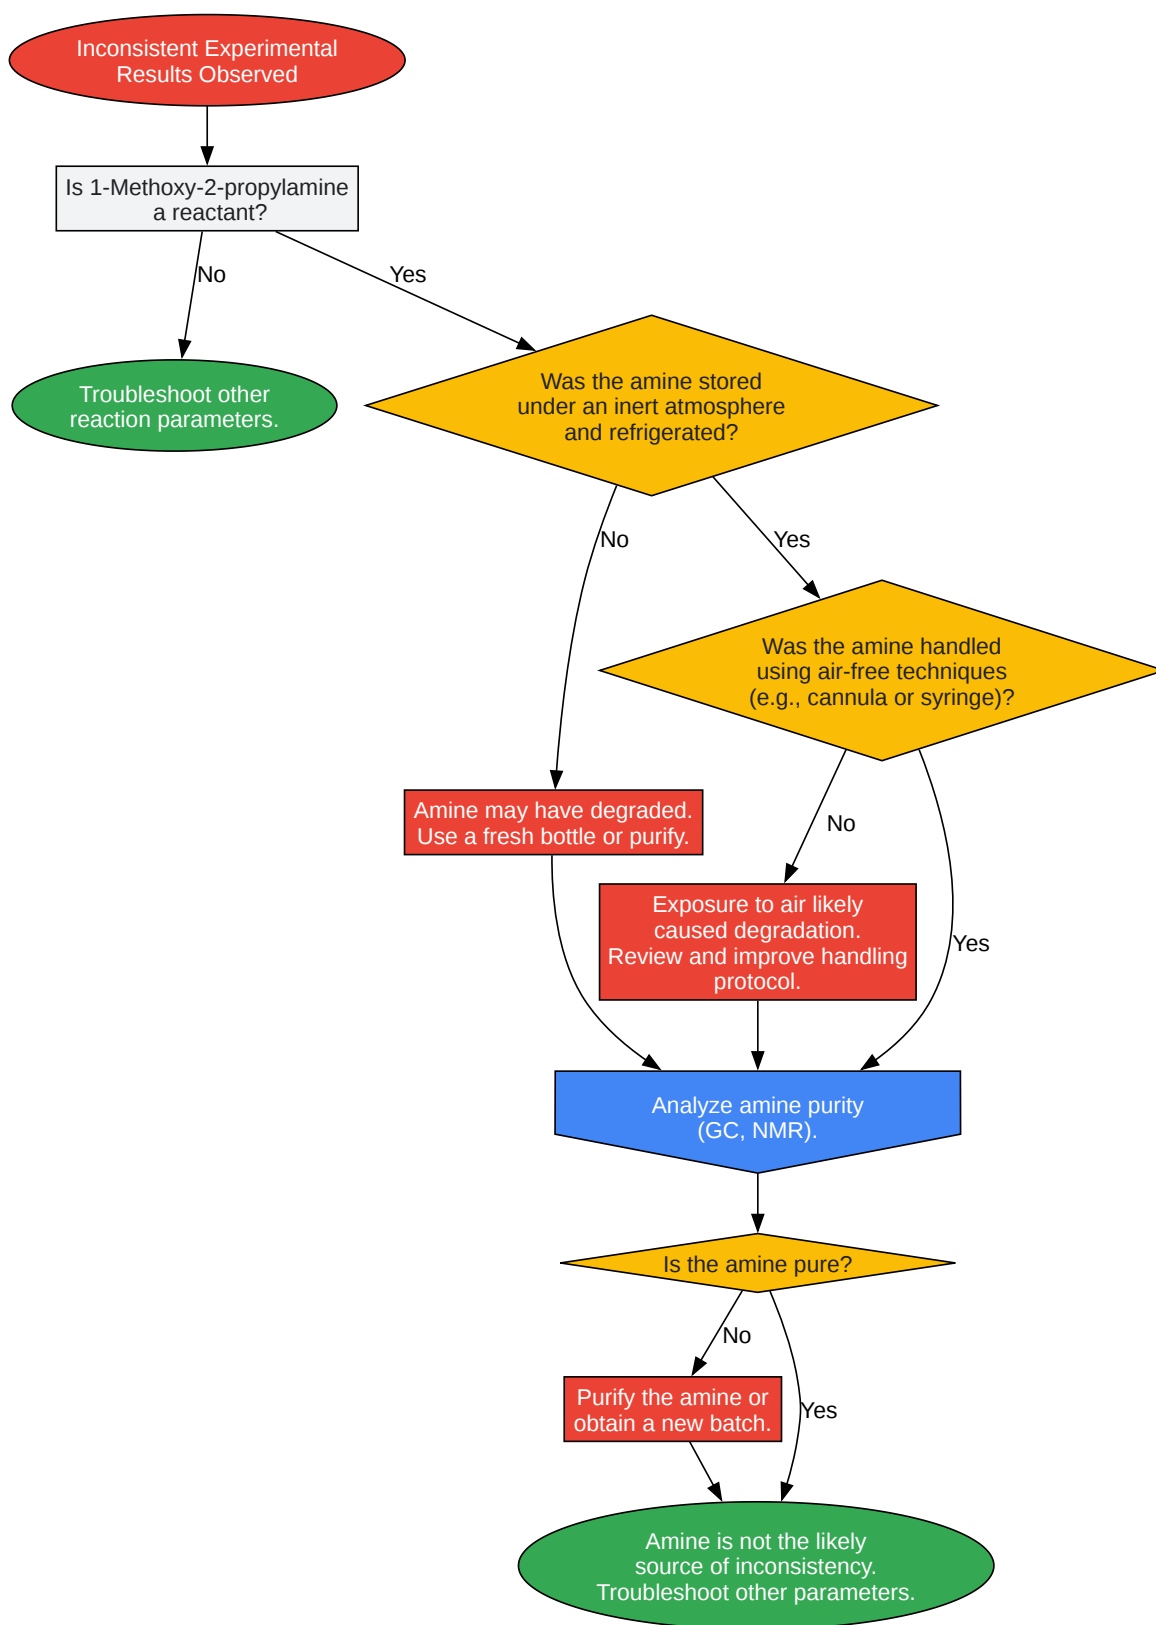 Inconsistent Experimental
Results Observed
Is 1-Methoxy-2-propylamine
a reactant?
No
Yes
Troubleshoot other
reaction parameters.
Was the amine stored
under an inert atmosphere
and refrigerated?
No
Yes
Was the amine handled
using air-free techniques
(e.g., cannula or syringe)?
Amine may have degraded.
Use a fresh bottle or purify.
No
Exposure to air likely
caused degradation.
Review and improve handling
protocol.
Yes
Analyze amine purity
(GC, NMR).
Is the amine pure?
No
Purify the amine or
obtain a new batch.
Yes
Amine is not the likely
source of inconsistency.
Troubleshoot other parameters.